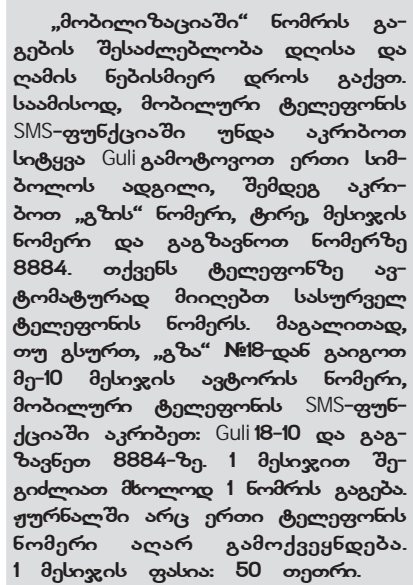 „მობილიზაციაში“ ნომრის გა-
გების შესაძლებლობა დღისა და
ღამის ნებისმიერ დროს გაქვთ.
საამისოდ, მობილური ტელეფონის
SMS-ფუნქციაში უნდა აკრიბოთ
სიტყვა Guli გამოტოვოთ ერთი სიმ-
ბოლოს ადგილი, შემდეგ აკრი-
ბოთ „გზის“ ნომერი, ტირე, მესიჯის
ნომერი და გაგზავნოთ ნომერზე
8884. თქვენს ტელეფონზე ავ-
ტომატურად მიიღებთ სასურველ
ტელეფონის ნომერს. მაგალითად,
თუ გსურთ, „გზა“ №18-დან გაიგოთ
მე-10 მესიჯის ავტორის ნომერი,
მობილური ტელეფონის SMS-ფუნ-
ქციაში აკრიბეთ: Guli 18-10 და გაგ-
ზავნეთ 8884-ზე. 1 მესიჯით შე-
გიძლიათ მხოლოდ 1 ნომრის გაგება.
ჟურნალში არც ერთი ტელეფონის
ნომერი აღარ გამოქვეყნდება.
1 მესიჯის ფასია: 50 თეთრი.